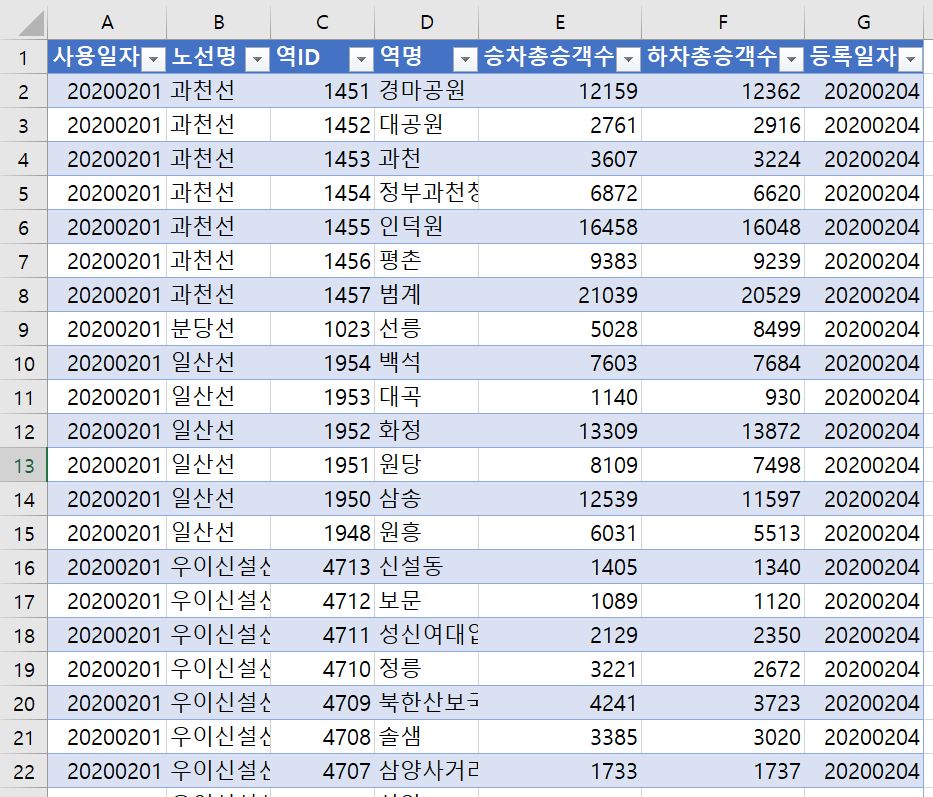 A B C D E F G
1 사용일자 노선명 역ID 역명 승차총승객수 하차총승객수 등록일자
2 20200201 과천선 1451 경마공원 12159 12362 20200204
3 20200201 과천선 1452 대공원 2761 2916 20200204
4 20200201 과천선 1453 과천 3607 3224 20200204
5 20200201 과천선 1454 정부과천청 6872 6620 20200204
6 20200201 과천선 1455 인덕원 16458 16048 20200204
7 20200201 과천선 1456 평촌 9383 9239 20200204
8 20200201 과천선 1457 범계 21039 20529 20200204
9 20200201 분당선 1023 선릉 5028 8499 20200204
10 20200201 일산선 1954 백석 7603 7684 20200204
11 20200201 일산선 1953 대곡 1140 930 20200204
12 20200201 일산선 1952 화정 13309 13872 20200204
13 20200201 일산선 1951 원당 8109 7498 20200204
14 20200201 일산선 1950 삼송 12539 11597 20200204
15 20200201 일산선 1948 원흥 6031 5513 20200204
16 20200201 우이신설선 4713 신설동 1405 1340 20200204
17 20200201 우이신설선 4712 보문 1089 1120 20200204
18 20200201 우이신설선 4711 성신여대입 2129 2350 20200204
19 20200201 우이신설선 4710 정릉 3221 2672 20200204
20 20200201 우이신설선 4709 북한산보국 4241 3723 20200204
21 20200201 우이신설선 4708 솔샘 3385 3020 20200204
22 20200201 우이신설선 4707 삼양사거리 1733 1737 20200204